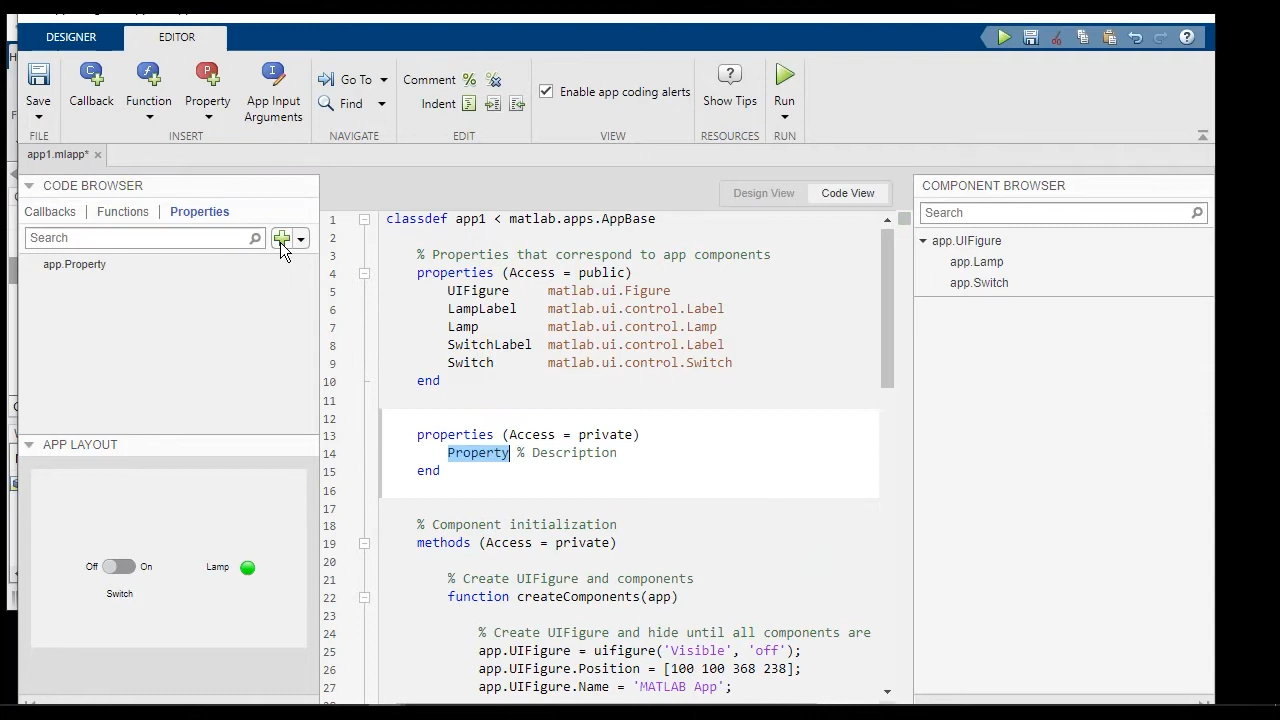 DESIGNER
EDITOR
Save
Callback
Function
Property
App Input
Arguments
Go To
Find
Comment
Indent
Enable app coding alerts
Show Tips
Run
FILE
INSERT
NAVIGATE
EDIT
VIEW
RESOURCES
RUN
app1.mlapp*
CODE BROWSER
Callbacks
Functions
Properties
Search
app.Property
APP LAYOUT
Off
On
Switch
Lamp
Design View
Code View
1 classdef app1 < matlab.apps.AppBase
2
3 % Properties that correspond to app components
4 properties (Access = public)
5 UIFigure matlab.ui.Figure
6 LampLabel matlab.ui.control.Label
7 Lamp matlab.ui.control.Lamp
8 SwitchLabel matlab.ui.control.Label
9 Switch matlab.ui.control.Switch
10 end
11
12
13 properties (Access = private)
14 Property % Description
15 end
16
17
18 % Component initialization
19 methods (Access = private)
20
21 % Create UIFigure and components
22 function createComponents(app)
23
24 % Create UIFigure and hide until all components are
25 app.UIFigure = uifigure('Visible', 'off');
26 app.UIFigure.Position = [100 100 368 238];
27 app.UIFigure.Name = 'MATLAB App';
COMPONENT BROWSER
Search
app.UIFigure
app.Lamp
app.Switch